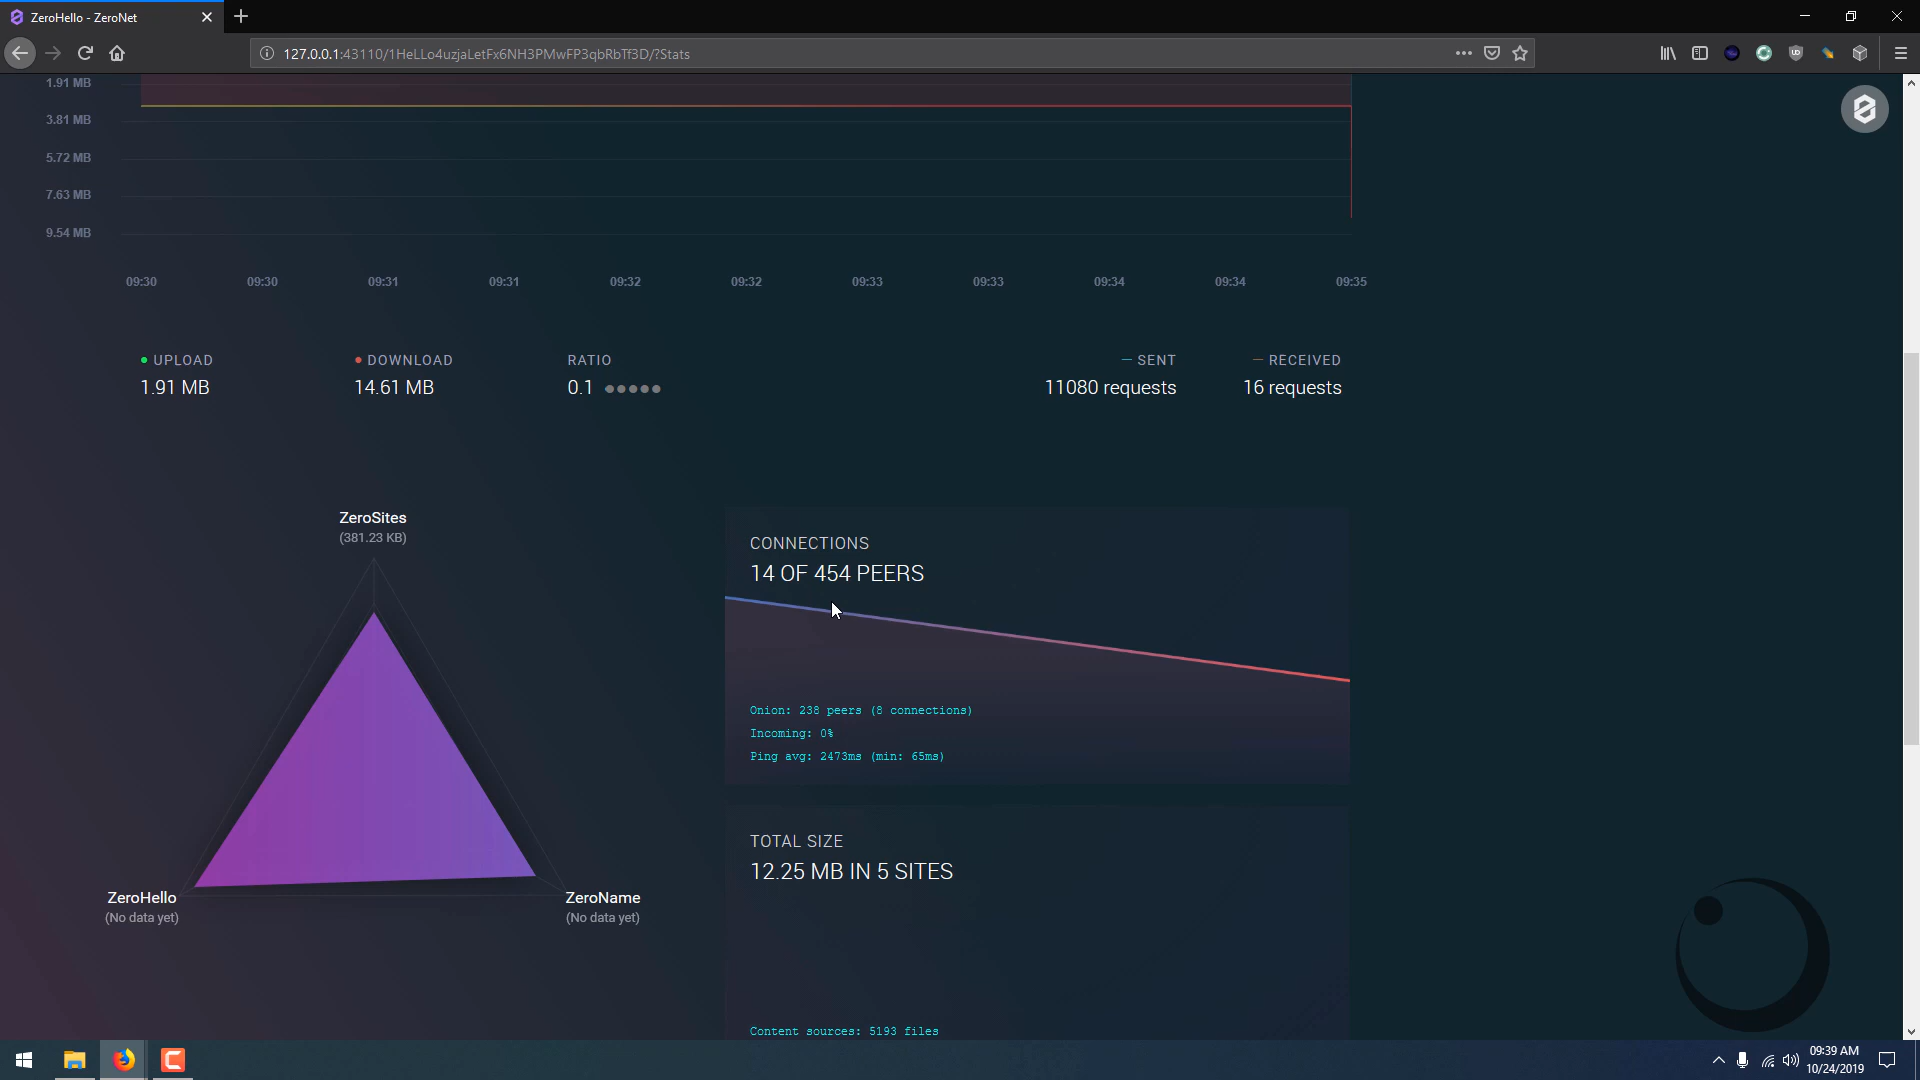 ZeroHello - ZeroNet
127.0.0.1:43110/1HeLLo4uzjaLetFx6NH3PMwFP3qbRbTf3D/?Stats
1.91 MB
3.81 MB
5.72 MB
7.63 MB
9.54 MB
09:30 09:30 09:31 09:31 09:32 09:32 09:33 09:33 09:34 09:34 09:35
UPLOAD DOWNLOAD RATIO SENT RECEIVED
1.91 MB 14.61 MB 0.1 11080 requests 16 requests
ZeroSites
(381.23 KB)
ZeroHello
(No data yet)
ZeroName
(No data yet)
CONNECTIONS
14 OF 454 PEERS
Onion: 238 peers (8 connections)
Incoming: 0%
Ping avg: 2473ms (min: 65ms)
TOTAL SIZE
12.25 MB IN 5 SITES
Content sources: 5193 files
09:39 AM
10/24/2019